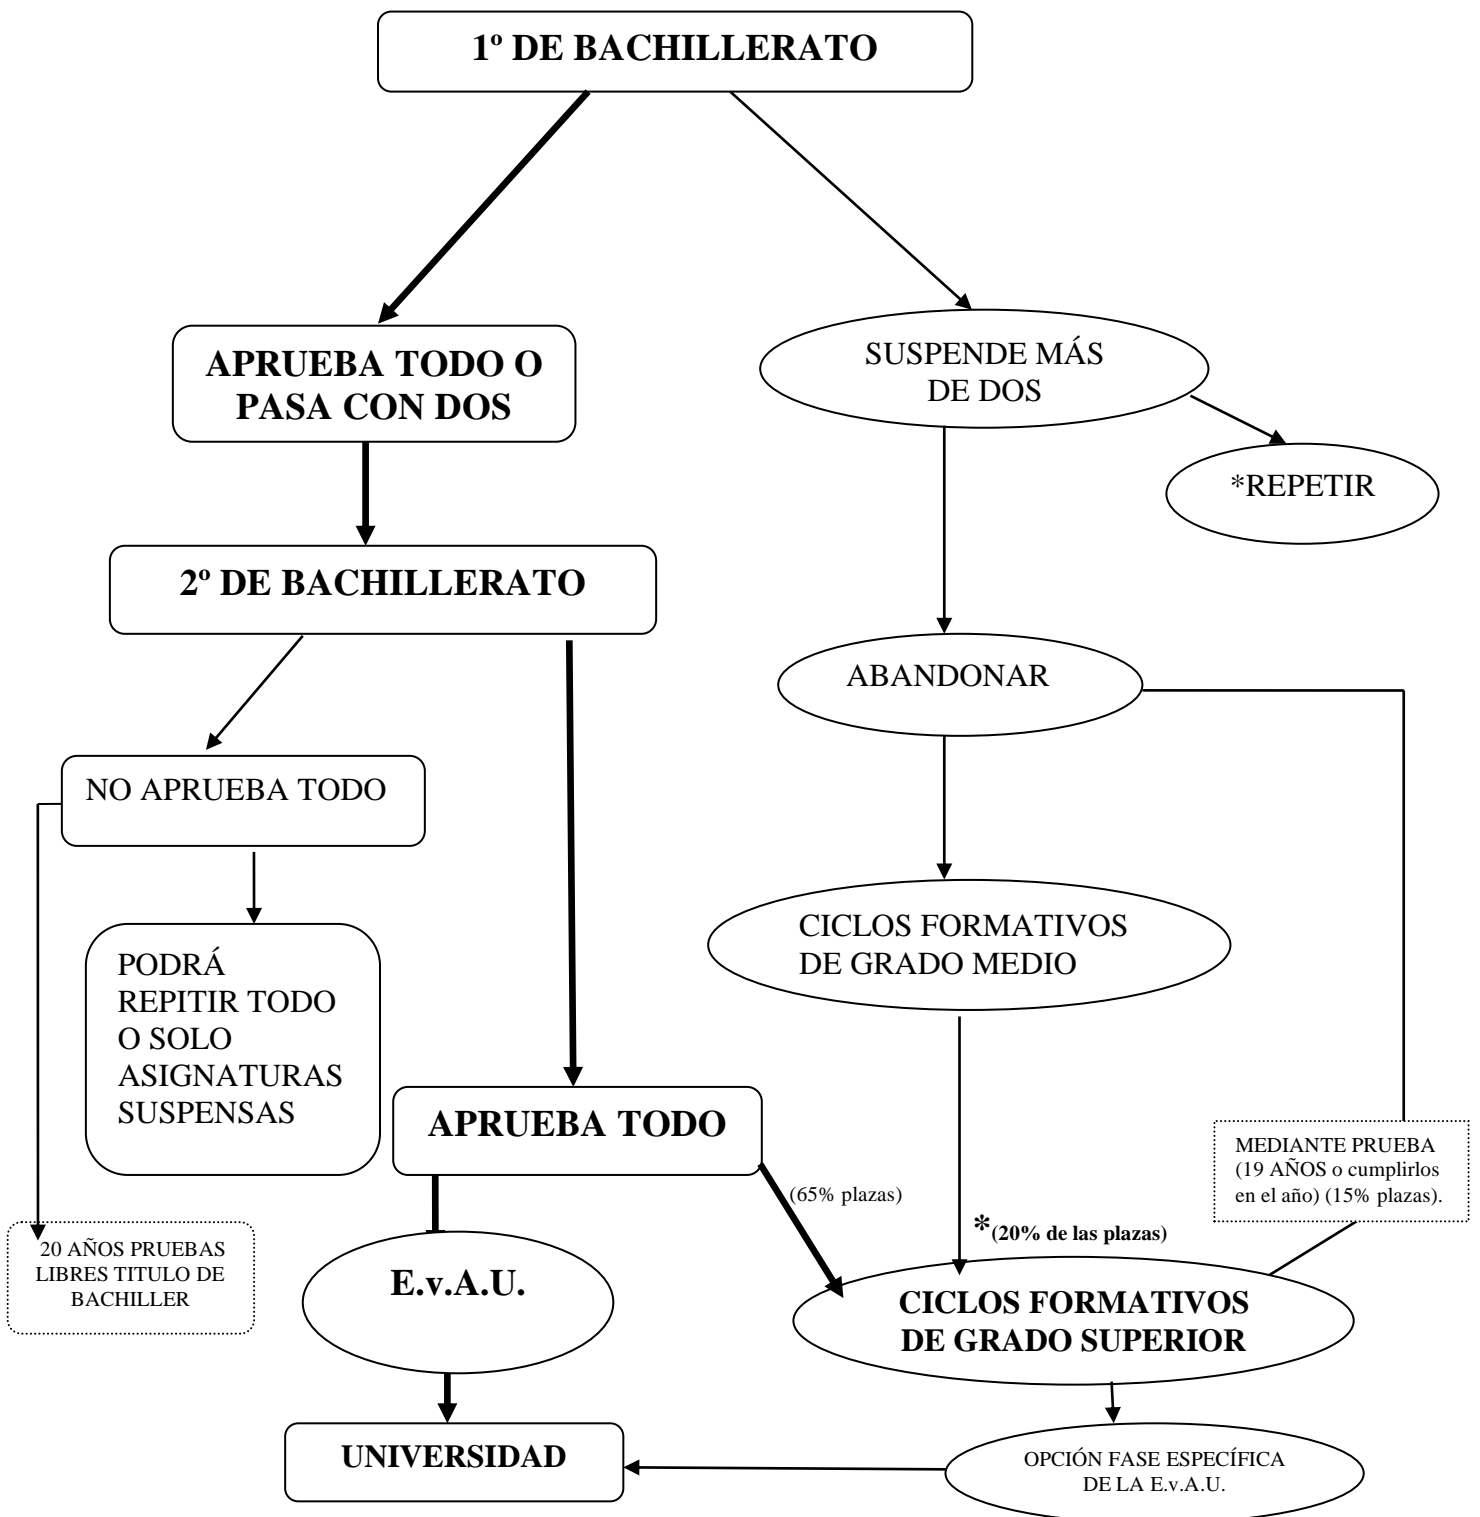 1º DE BACHILLERATO
APRUEBA TODO O
PASA CON DOS
SUSPENDE MÁS
DE DOS
*REPETIR
2º DE BACHILLERATO
ABANDONAR
NO APRUEBA TODO
CICLOS FORMATIVOS
DE GRADO MEDIO
PODRÁ
REPITIR TODO
O SOLO
ASIGNATURAS
SUSPENSAS
APRUEBA TODO
(65% plazas)
MEDIANTE PRUEBA
(19 AÑOS o cumplirlos
en el año) (15% plazas).
*(20% de las plazas)
20 AÑOS PRUEBAS
LIBRES TITULO DE
BACHILLER
E.v.A.U.
CICLOS FORMATIVOS
DE GRADO SUPERIOR
UNIVERSIDAD
OPCIÓN FASE ESPECÍFICA
DE LA E.v.A.U.